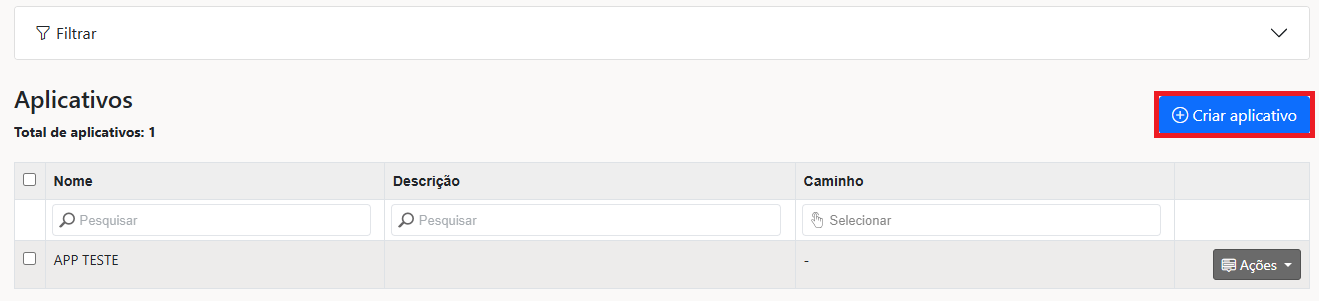 Filtrar
Aplicativos
Criar aplicativo
Total de aplicativos: 1
Nome Descrição Caminho
Pesquisar Pesquisar Selecionar
APP TESTE - Ações